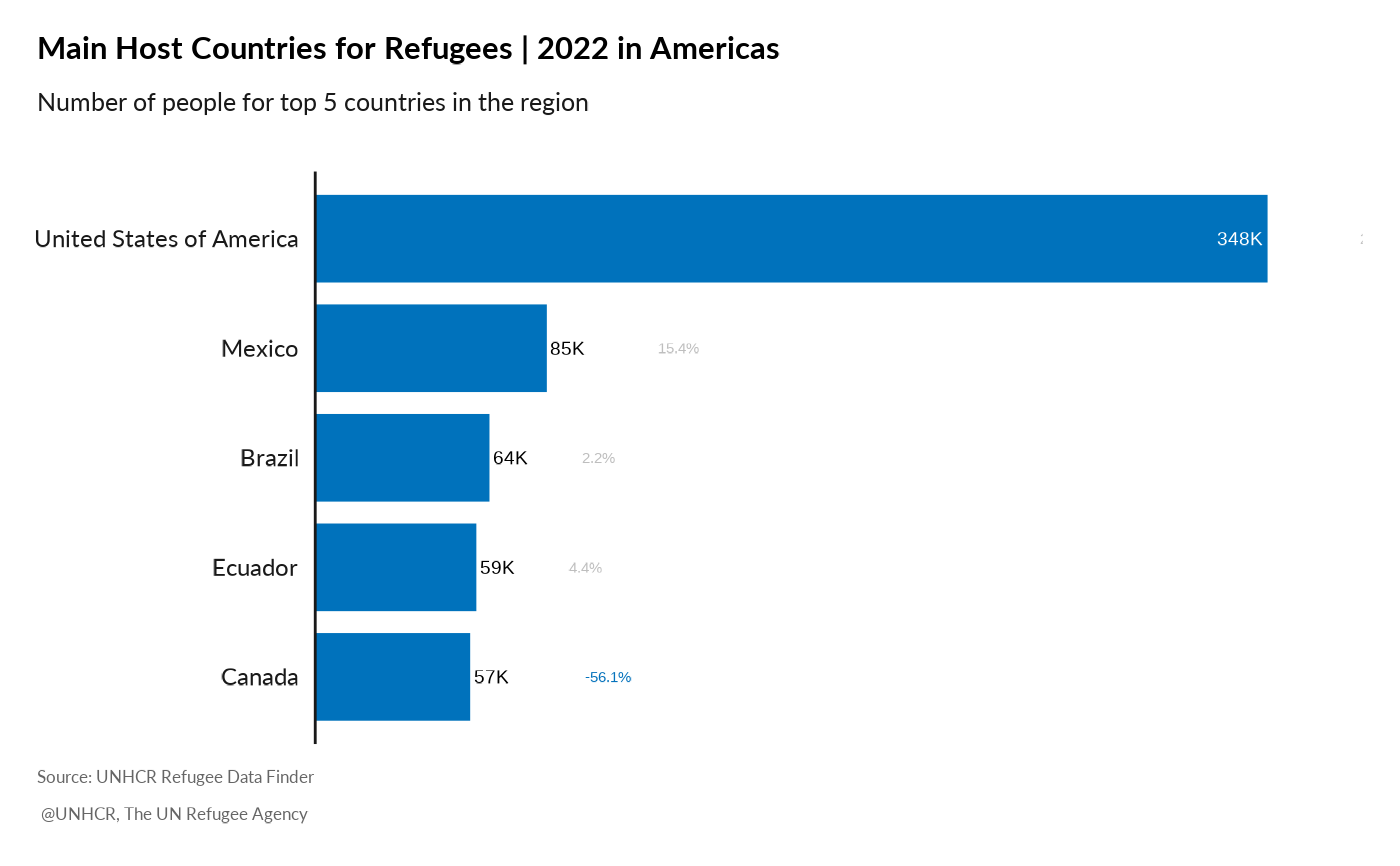 Main Host Countries for Refugees | 2022 in Americas
Number of people for top 5 countries in the region
United States of America 348K
Mexico 85K 15.4%
Brazil 64K 2.2%
Ecuador 59K 4.4%
Canada 57K -56.1%
Source: UNHCR Refugee Data Finder
@UNHCR, The UN Refugee Agency